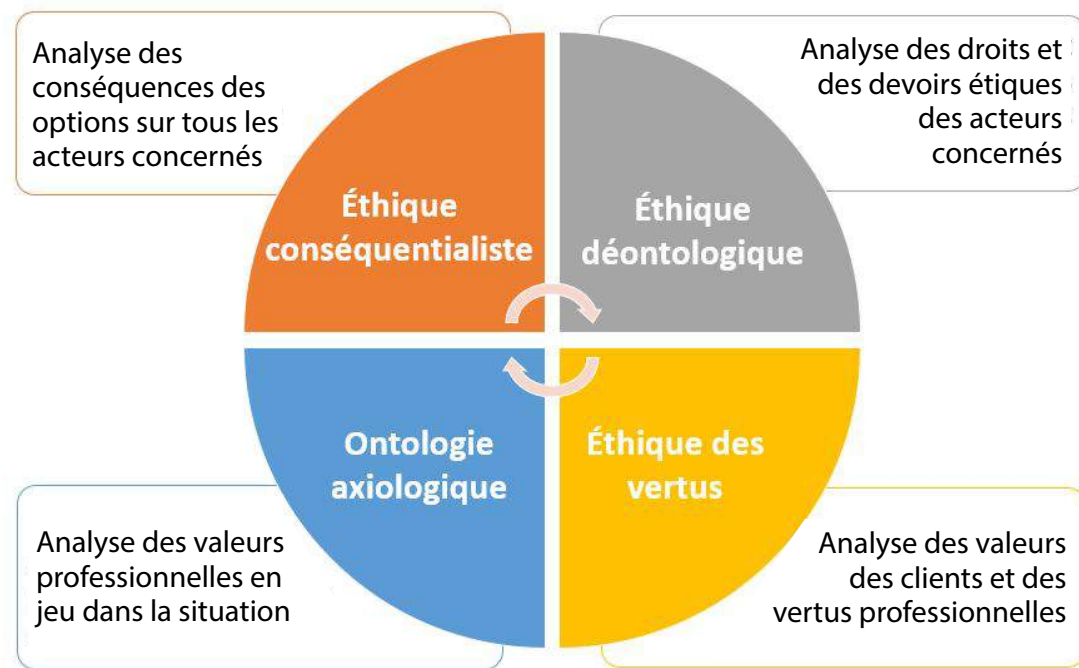 Analyse des
conséquences des
options sur tous les
acteurs concernés
Analyse des droits et
des devoirs étiques
des acteurs
concernés
Éthique
conséquentialiste
Éthique
déontologique
Ontologie
axiologique
Éthique des
vertus
Analyse des valeurs
professionnelles en
jeu dans la situation
Analyse des valeurs
des clients et des
vertus professionnelles